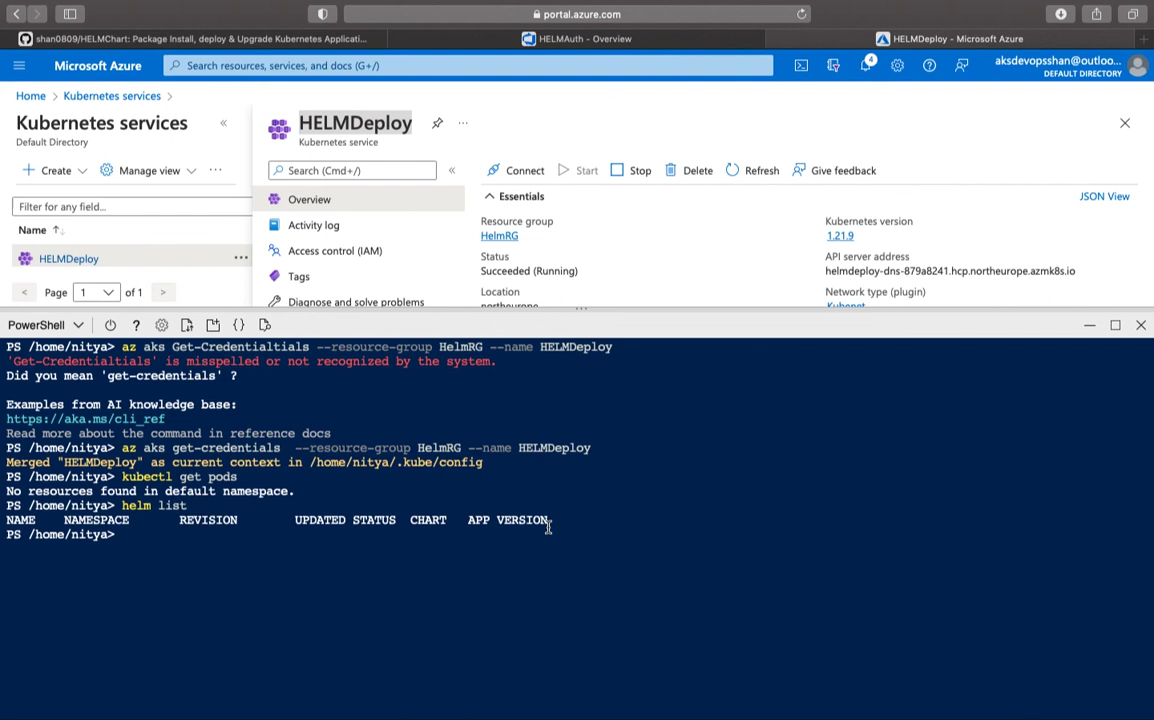 portal.azure.com
shan0809/HELMChart: Package Install, deploy & Upgrade Kubernetes Applicati...
HELMAuth - Overview
HELMDeploy - Microsoft Azure
Microsoft Azure
Search resources, services, and docs (G+/)
4
aksdevopsshan@outloo...
DEFAULT DIRECTORY
Home > Kubernetes services >
Kubernetes services
Default Directory
Create
Manage view
Filter for any field...
Name
HELMDeploy
Page 1 of 1
HELMDeploy
Kubernetes service
Search (Cmd+/)
Overview
Activity log
Access control (IAM)
Tags
Diagnose and solve problems
Connect Start Stop Delete Refresh Give feedback
Essentials
JSON View
Resource group
HelmRG
Status
Succeeded (Running)
Location
northeurope
Kubernetes version
1.21.9
API server address
helmdeploy-dns-879a8241.hcp.northeurope.azmk8s.io
Network type (plugin)
Kubenet
PowerShell
PS /home/nitya> az aks Get-Credentialtials --resource-group HelmRG --name HELMDeploy
'Get-Credentialtials' is misspelled or not recognized by the system.
Did you mean 'get-credentials' ?
Examples from AI knowledge base:
https://aka.ms/cli_ref
Read more about the command in reference docs
PS /home/nitya> az aks get-credentials --resource-group HelmRG --name HELMDeploy
Merged "HELMDeploy" as current context in /home/nitya/.kube/config
PS /home/nitya> kubectl get pods
No resources found in default namespace.
PS /home/nitya> helm list
NAME NAMESPACE REVISION UPDATED STATUS CHART APP VERSION
PS /home/nitya>